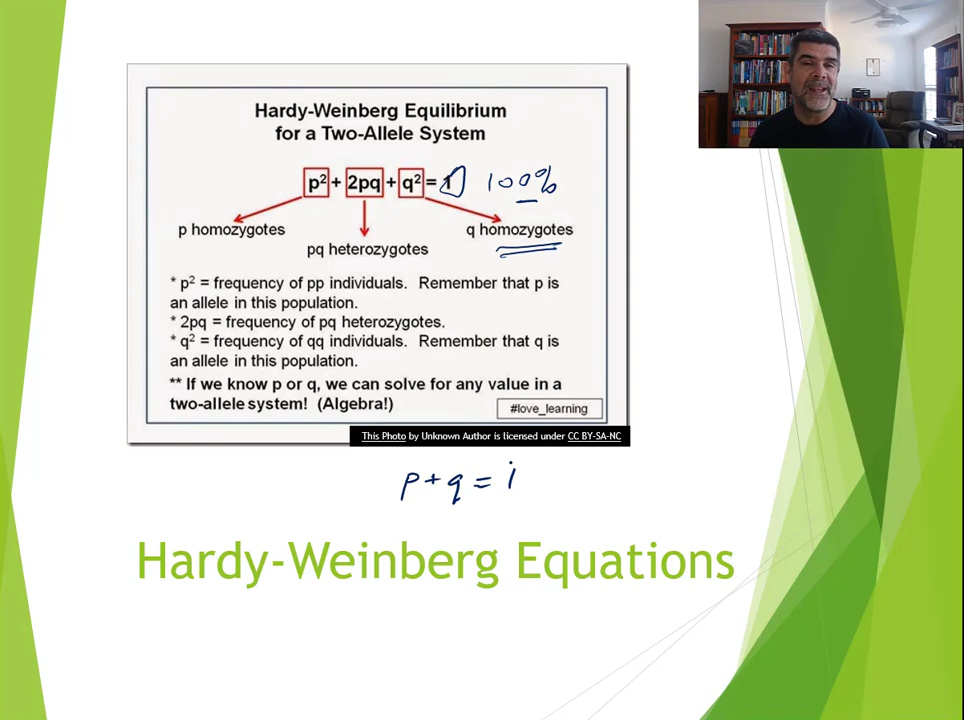 Hardy-Weinberg Equilibrium
for a Two-Allele System
p² + 2pq + q² = 1 100%
p homozygotes
q homozygotes
pq heterozygotes
* p² = frequency of pp individuals. Remember that p is
an allele in this population.
* 2pq = frequency of pq heterozygotes.
* q² = frequency of qq individuals. Remember that q is
an allele in this population.
** If we know p or q, we can solve for any value in a
two-allele system! (Algebra!)
#love_learning
This Photo by Unknown Author is licensed under CC BY-SA-NC
p+q = 1
Hardy-Weinberg Equations